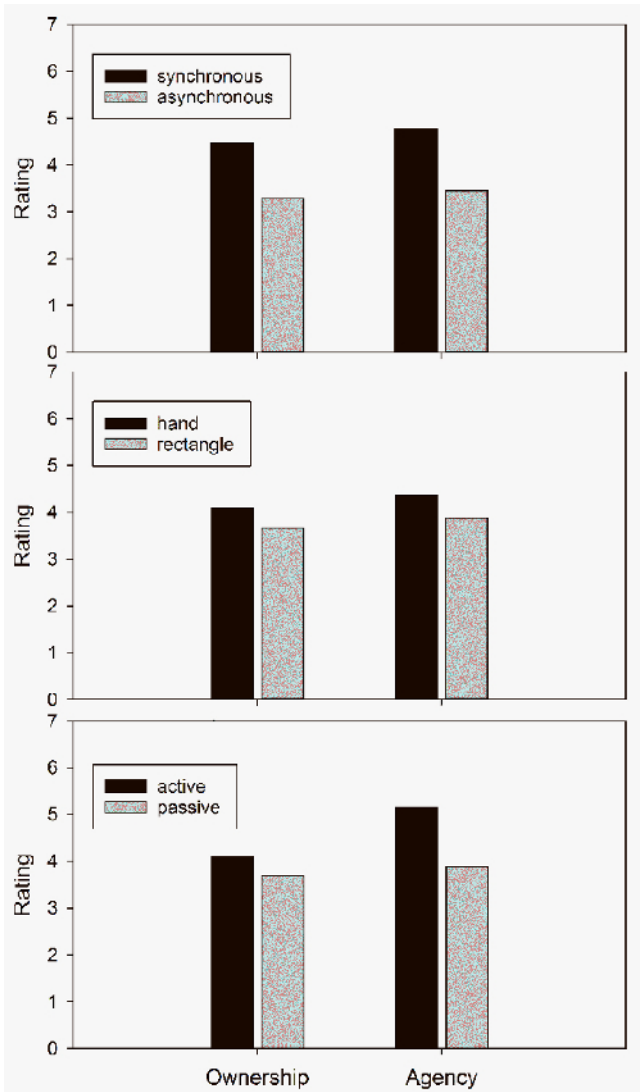 7
6
5
4
3
2
1
0
Rating
synchronous
asynchronous
7
6
5
4
3
2
1
0
Rating
hand
rectangle
7
6
5
4
3
2
1
0
Rating
active
passive
Ownership Agency